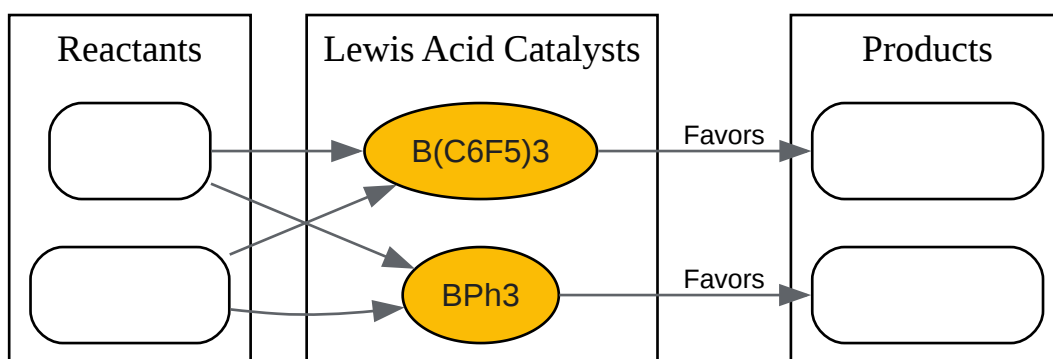 Reactants
Lewis Acid Catalysts
Products
B(C6F5)3
Favors
BPh3
Favors